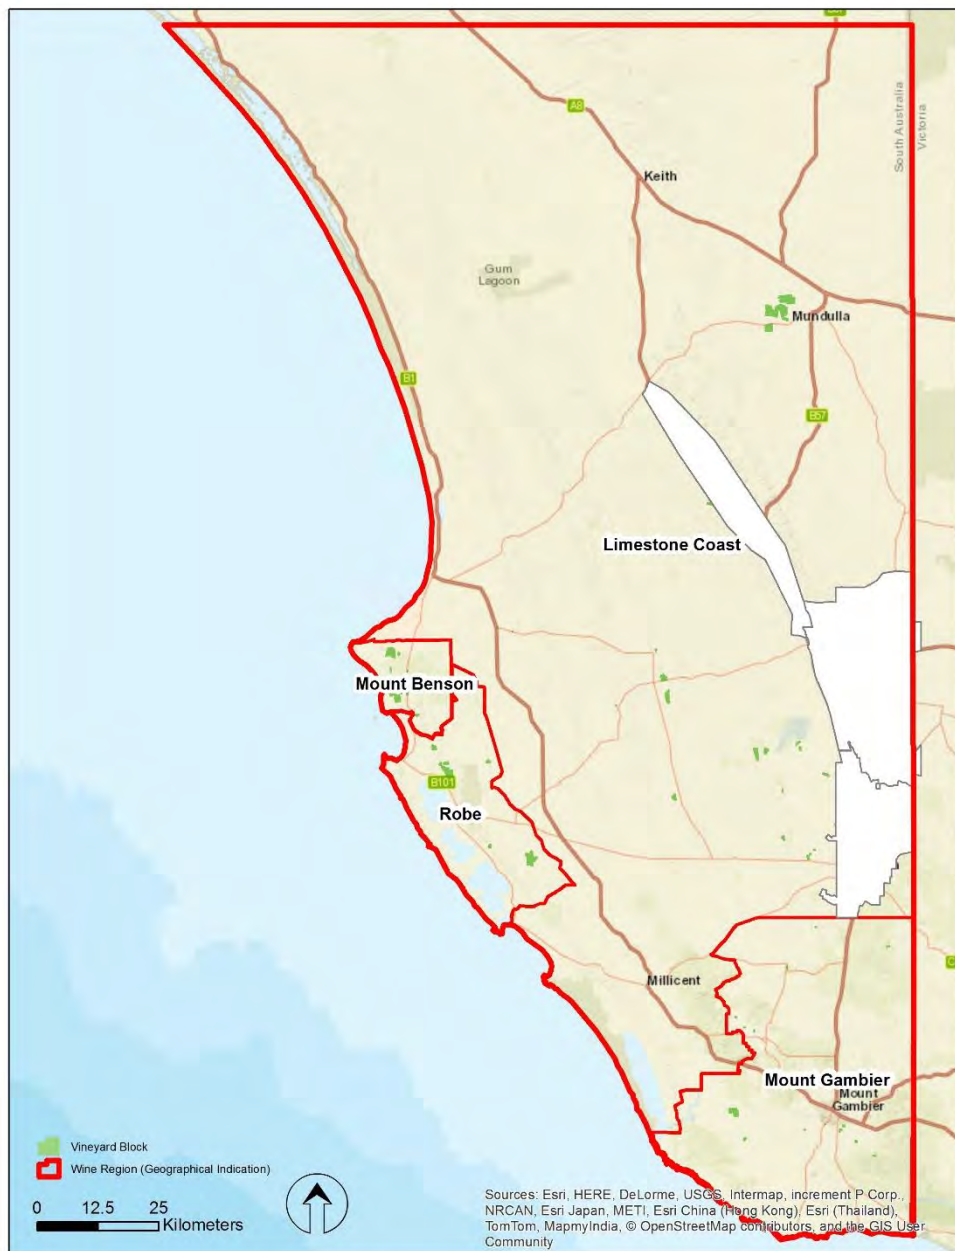 A8
South Australia
Victoria
Keith
Gum
Lagoon
Mundulla
B1
B57
Limestone Coast
Mount Benson
B101
Robe
Millicent
Mount Gambier
Mount
Gambier
Vineyard Block
Wine Region (Geographical Indication)
0 12.5 25
Kilometers
Sources: Esri, HERE, DeLorme, USGS, Intermap, increment P Corp.,
NRCAN, Esri Japan, METI, Esri China (Hong Kong), Esri (Thailand),
TomTom, MapmyIndia, © OpenStreetMap contributors, and the GIS User
Community